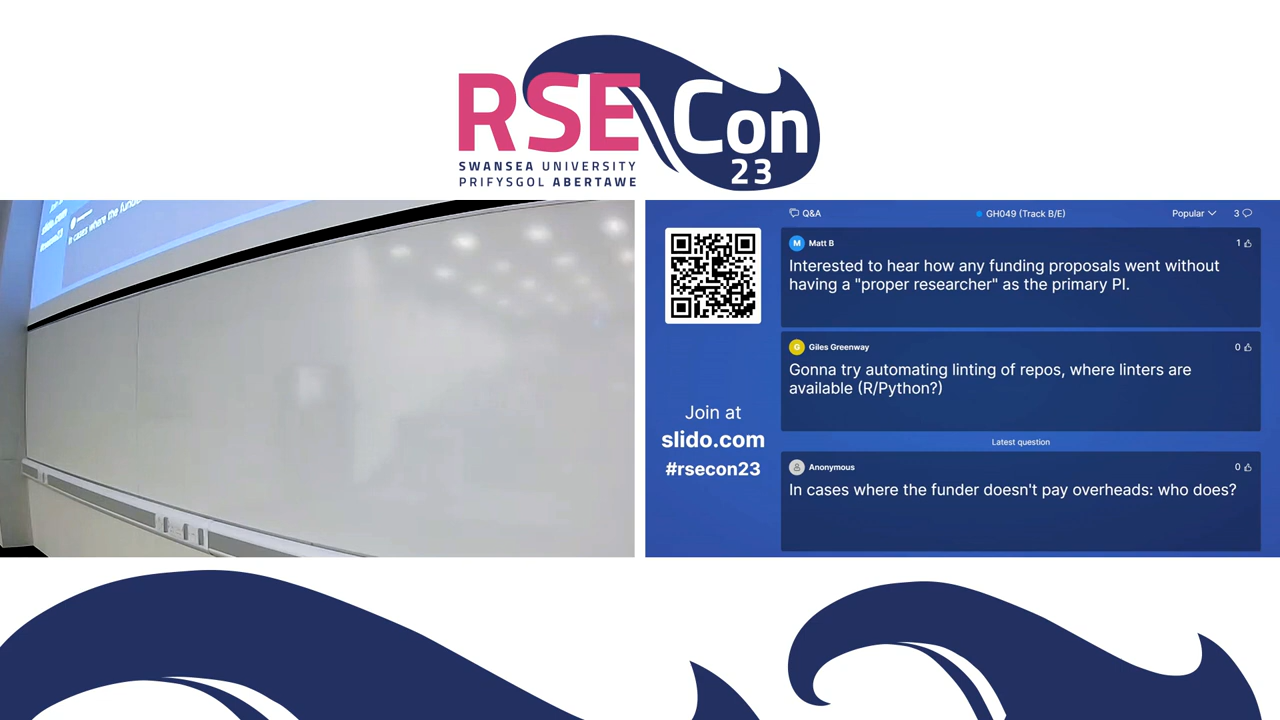 RSE Con
23
SWANSEA UNIVERSITY
PRIFYSGOL ABERTAWE
slido.com
#rsecon23
Q&A
GH049 (Track B/E)
Popular
3
M
Matt B
1
Interested to hear how any funding proposals went without
having a "proper researcher" as the primary PI.
G
Giles Greenway
0
Gonna try automating linting of repos, where linters are
available (R/Python?)
Join at
slido.com
#rsecon23
Latest question
Anonymous
0
In cases where the funder doesn't pay overheads: who does?